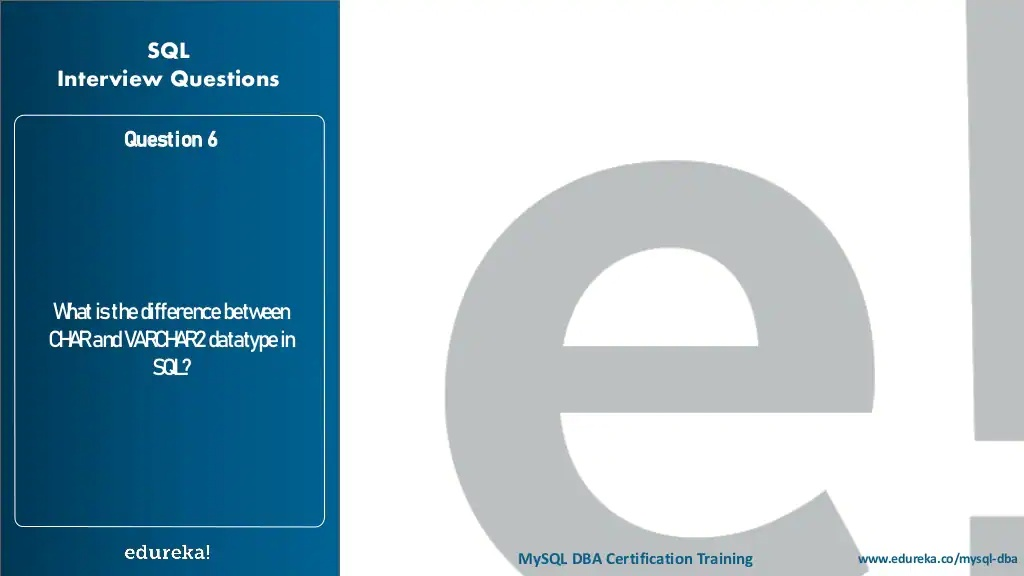 SQL
Interview Questions
Question 6
What is the difference between
CHAR and VARCHAR2 datatype in
SQL?
edureka!
e!
MySQL DBA Certification Training
www.edureka.co/mysql-dba